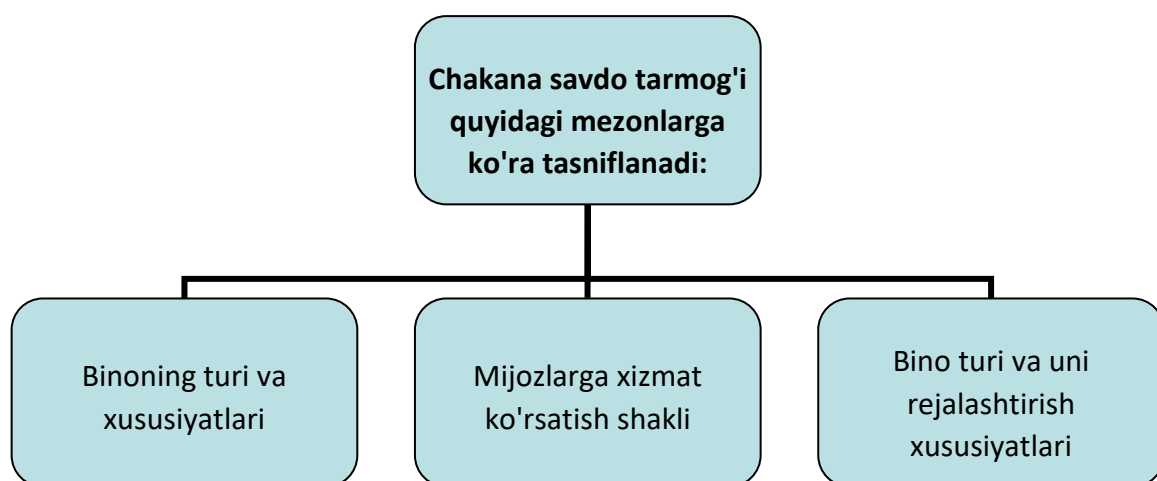 Chakana savdo tarmog'i
quyidagi mezonlarga
ko'ra tasniflanadi:
Binoning turi va
xususiyatlari
Mijozlarga xizmat
ko'rsatish shakli
Bino turi va uni
rejalashtirish
xususiyatlari